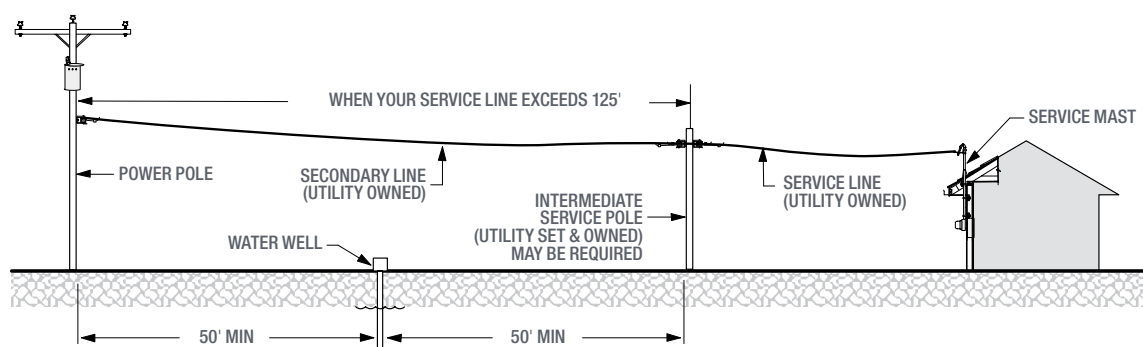 WHEN YOUR SERVICE LINE EXCEEDS 125'
SERVICE MAST
POWER POLE
SECONDARY LINE
(UTILITY OWNED)
SERVICE LINE
(UTILITY OWNED)
INTERMEDIATE
SERVICE POLE
(UTILITY SET & OWNED)
MAY BE REQUIRED
WATER WELL
50' MIN
50' MIN